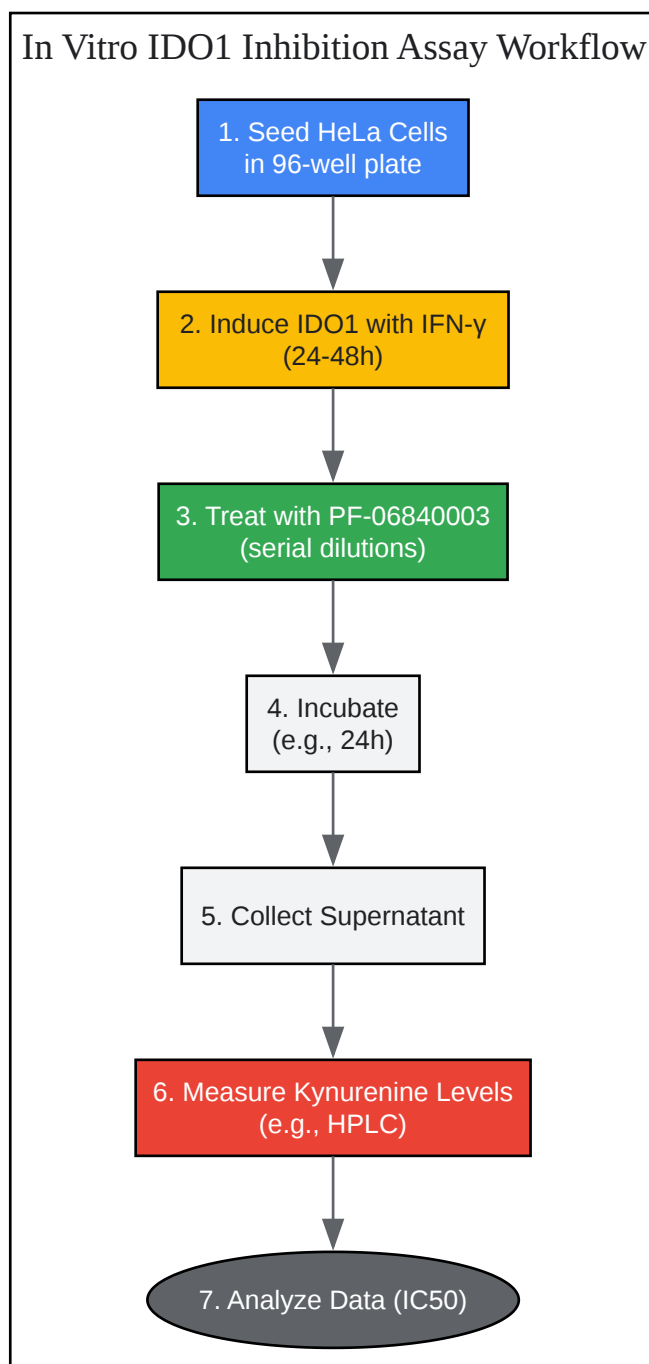 In Vitro IDO1 Inhibition Assay Workflow
1. Seed HeLa Cells
in 96-well plate
2. Induce IDO1 with IFN-γ
(24-48h)
3. Treat with PF-06840003
(serial dilutions)
4. Incubate
(e.g., 24h)
5. Collect Supernatant
6. Measure Kynurenine Levels
(e.g., HPLC)
7. Analyze Data (IC50)